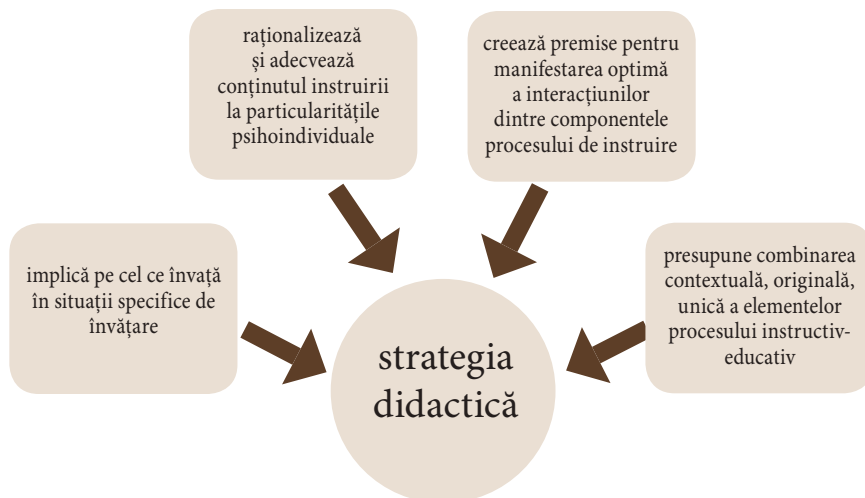 raționalizează
și adecvează
conținutul instruirii
la particularitățile
psihoindividuale
creează premise pentru
manifestarea optimă
a interacțiunilor
dintre componentele
procesului de instruire
implică pe cel ce învață
în situații specifice de
învățare
presupune combinarea
contextuală, originală,
unică a elementelor
procesului instructiv-
educativ
strategia
didactică